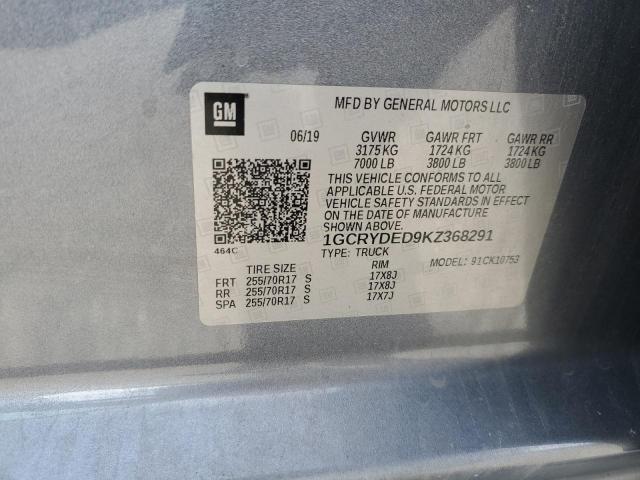 GM
MFD BY GENERAL MOTORS LLC
06/19 GVWR GAWR FRT GAWR RR
3175 KG 1724 KG 1724 KG
7000 LB 3800 LB 3800 LB
THIS VEHICLE CONFORMS TO ALL
APPLICABLE U.S. FEDERAL MOTOR
VEHICLE SAFETY STANDARDS IN EFFECT
ON THE DATE OF MANUFACTURE
SHOWN ABOVE.
1GCRYDED9KZ368291
464C TYPE: TRUCK MODEL: 91CK10753
TIRE SIZE RIM
FRT 255/70R17 S 17X8J
RR 255/70R17 S 17X8J
SPA 255/70R17 S 17X7J